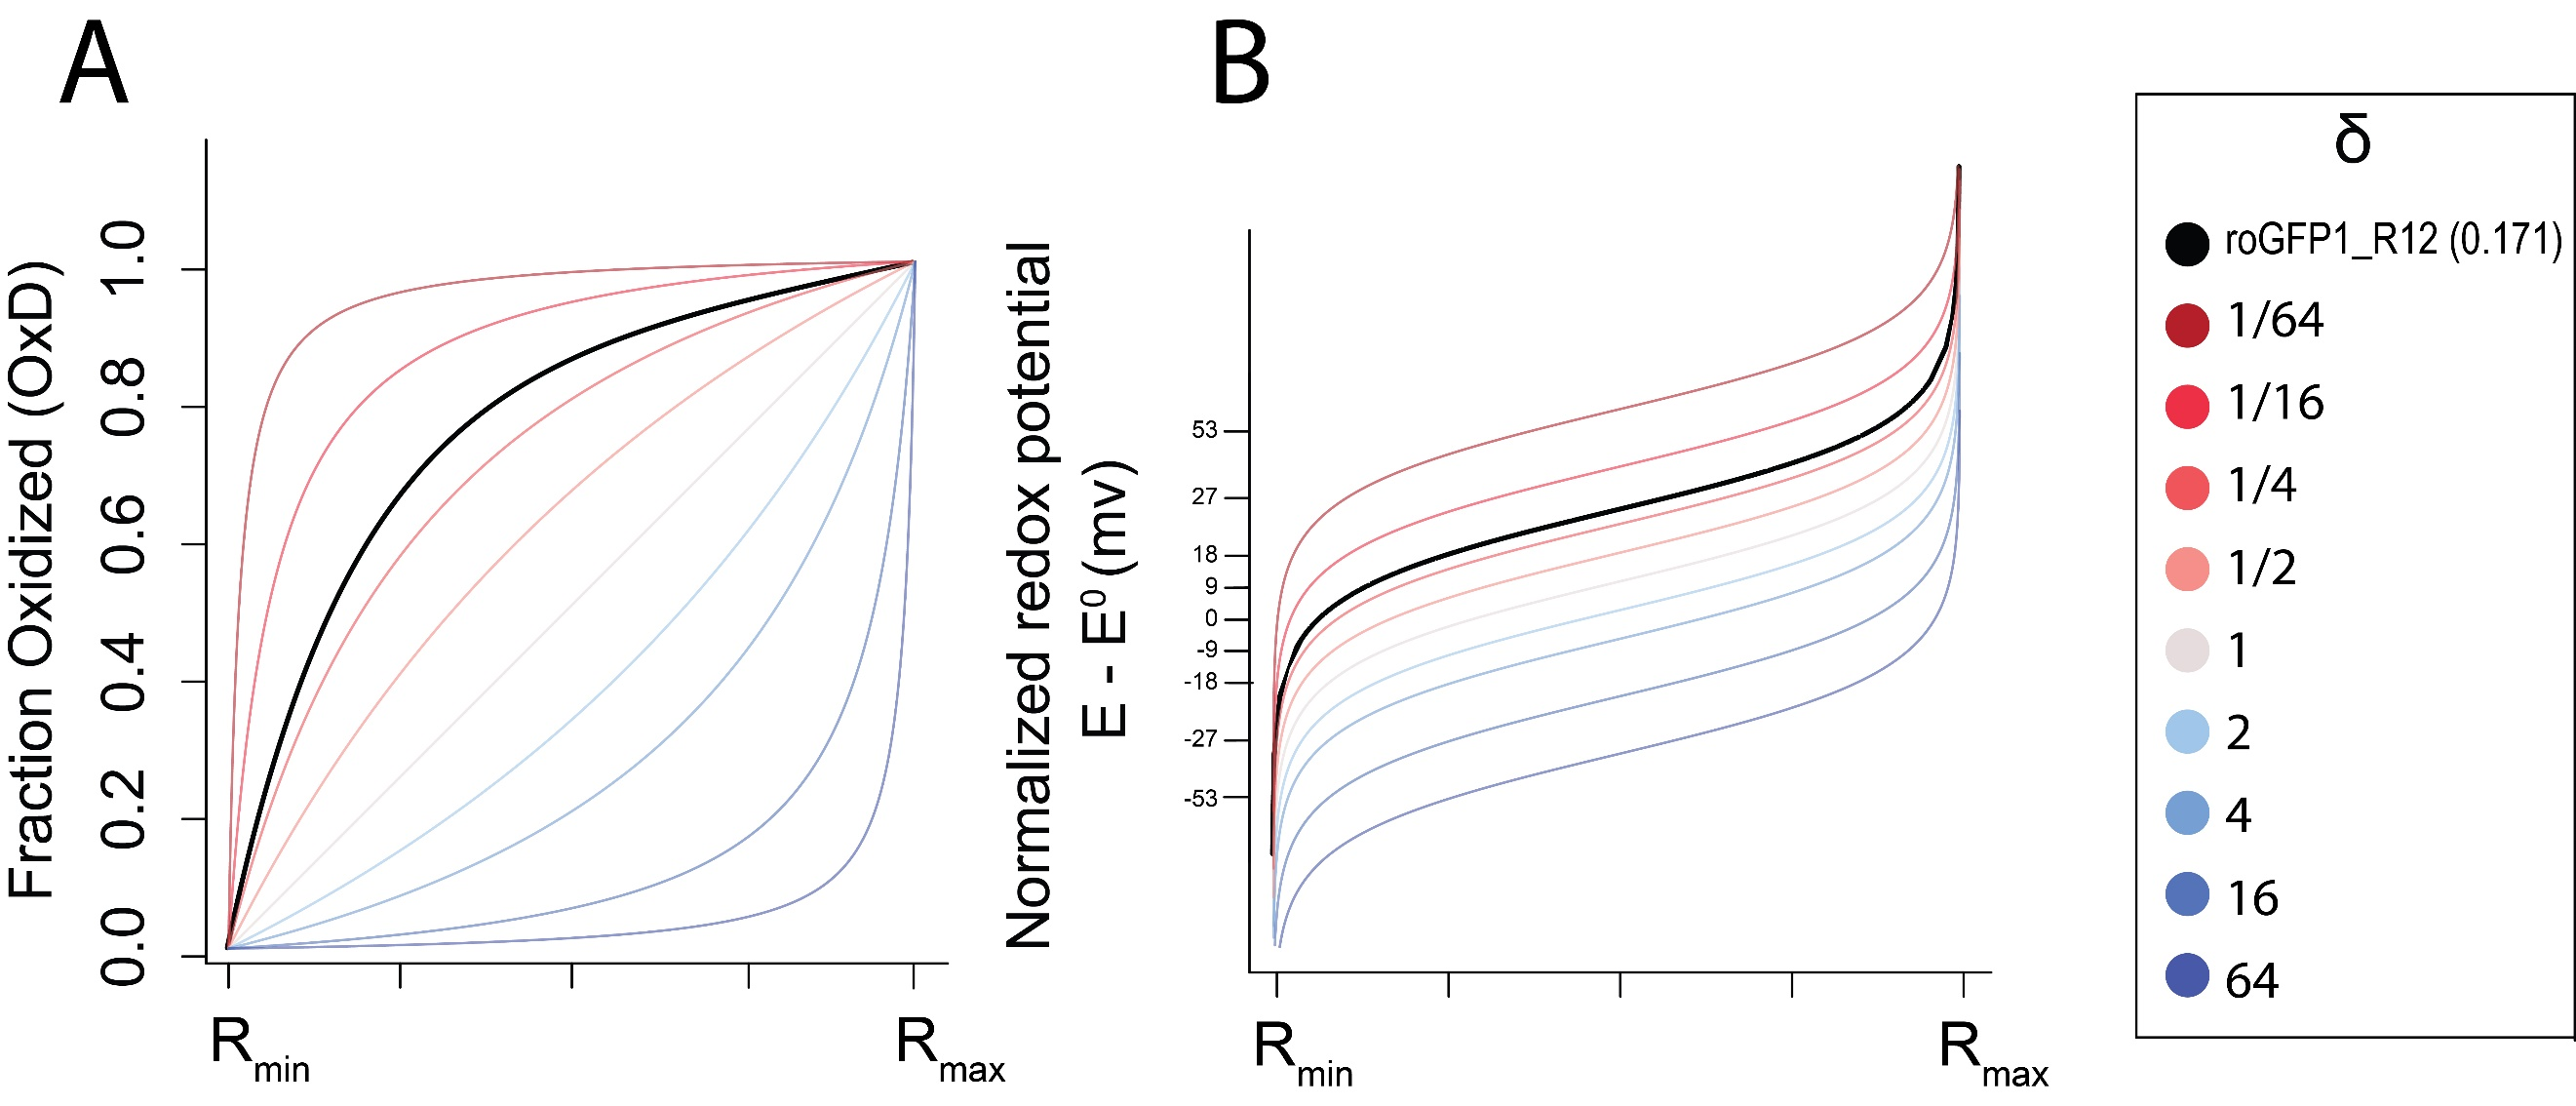 A
Fraction Oxidized (OxD)
1.0
0.8
0.6
0.4
0.2
0.0
Rmin
Rmax
B
Normalized redox potential
E - E⁰ (mv)
53
27
18
9
0
-9
-18
-27
-53
Rmin
Rmax
δ
roGFP1_R12 (0.171)
1/64
1/16
1/4
1/2
1
2
4
16
64